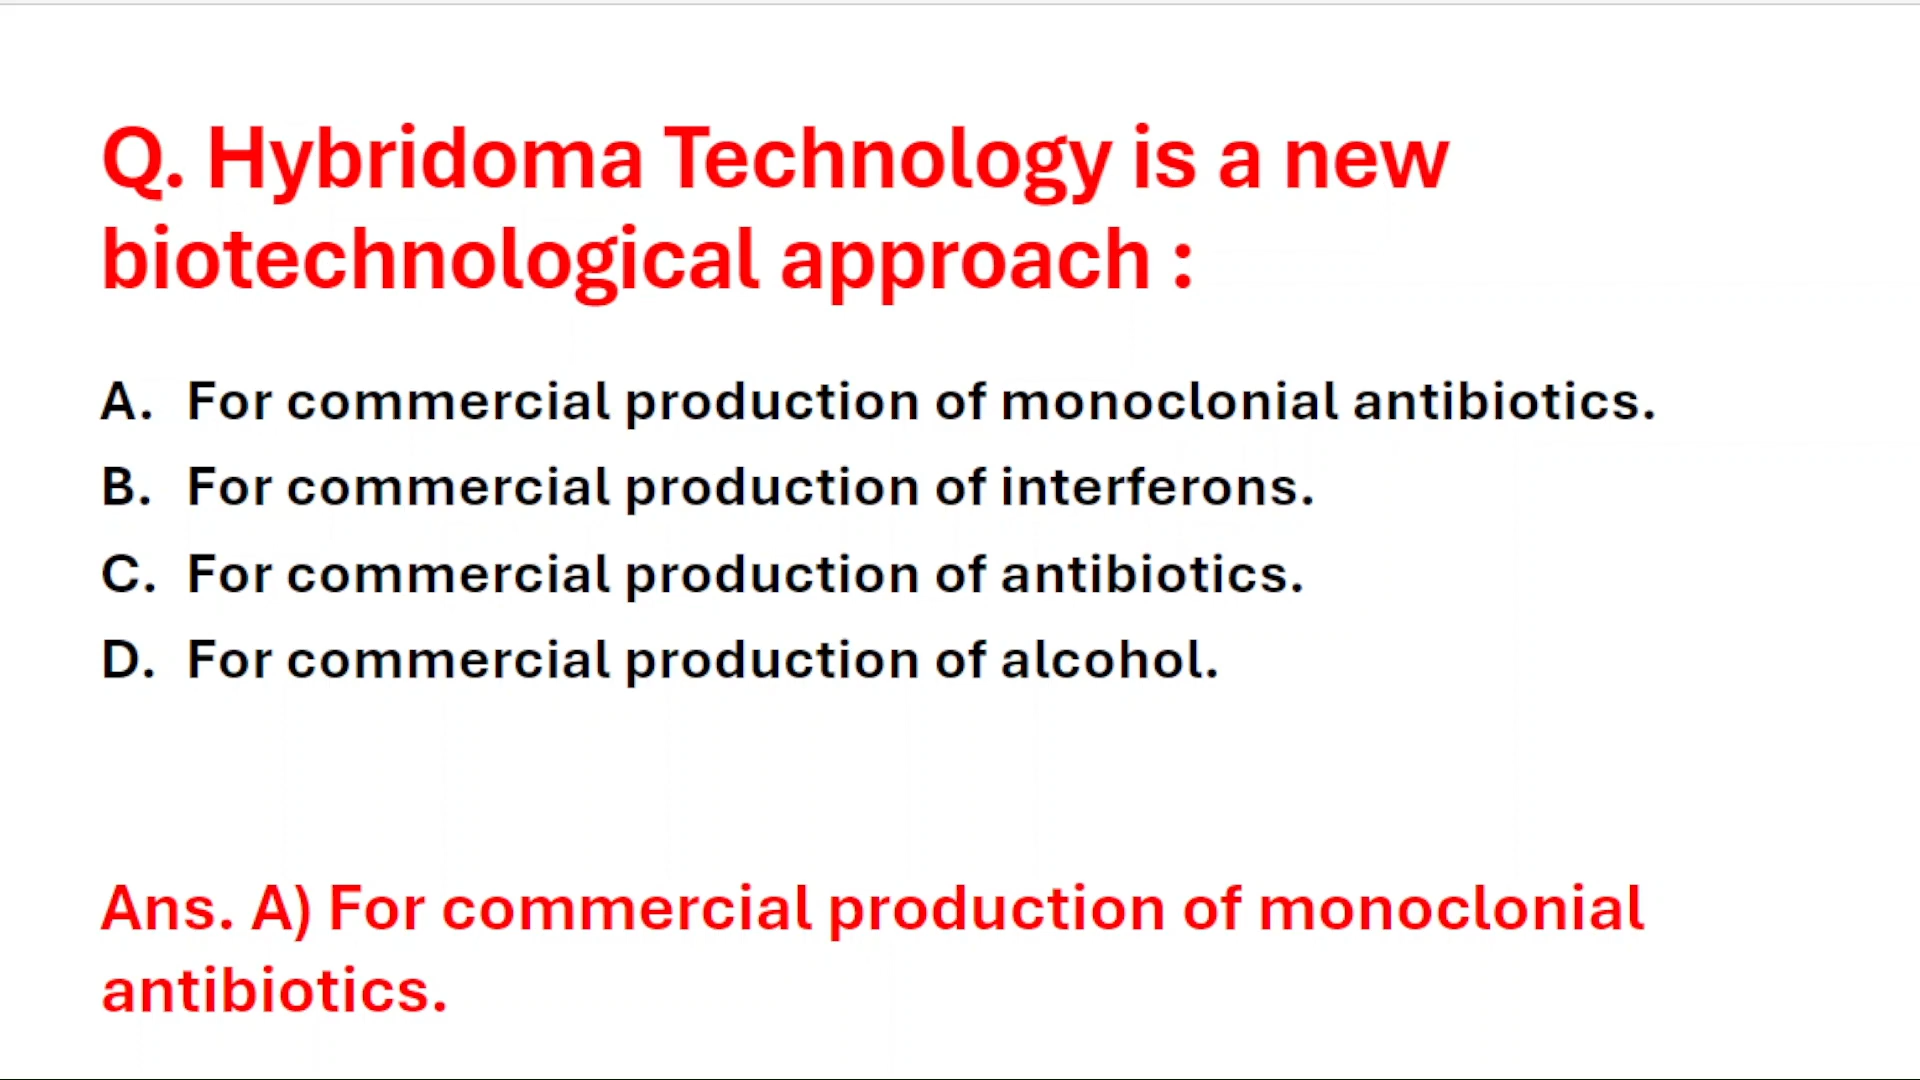 Q. Hybridoma Technology is a new
biotechnological approach :
A. For commercial production of monoclonial antibiotics.
B. For commercial production of interferons.
C. For commercial production of antibiotics.
D. For commercial production of alcohol.
Ans. A) For commercial production of monoclonial
antibiotics.